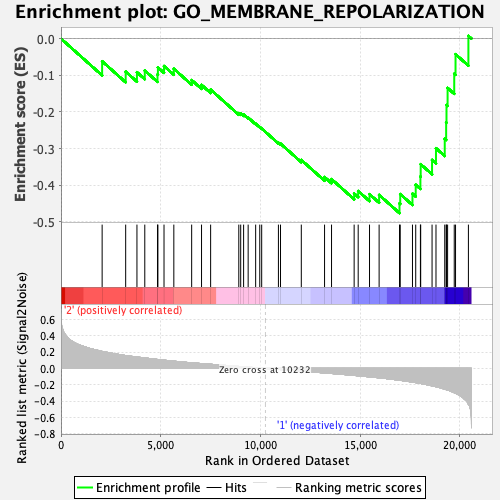 Enrichment plot: GO_MEMBRANE_REPOLARIZATION
Enrichment score (ES)
0.0
-0.1
-0.2
-0.3
-0.4
-0.5
'2' (positively correlated)
Ranked list metric (Signal2Noise)
0.6
0.4
0.2
0.0
-0.2
-0.4
-0.6
-0.8
Zero cross at 10232
'1' (negatively correlated)
0
5,000
10,000
15,000
20,000
Rank in Ordered Dataset
Enrichment profile
Hits
Ranking metric scores